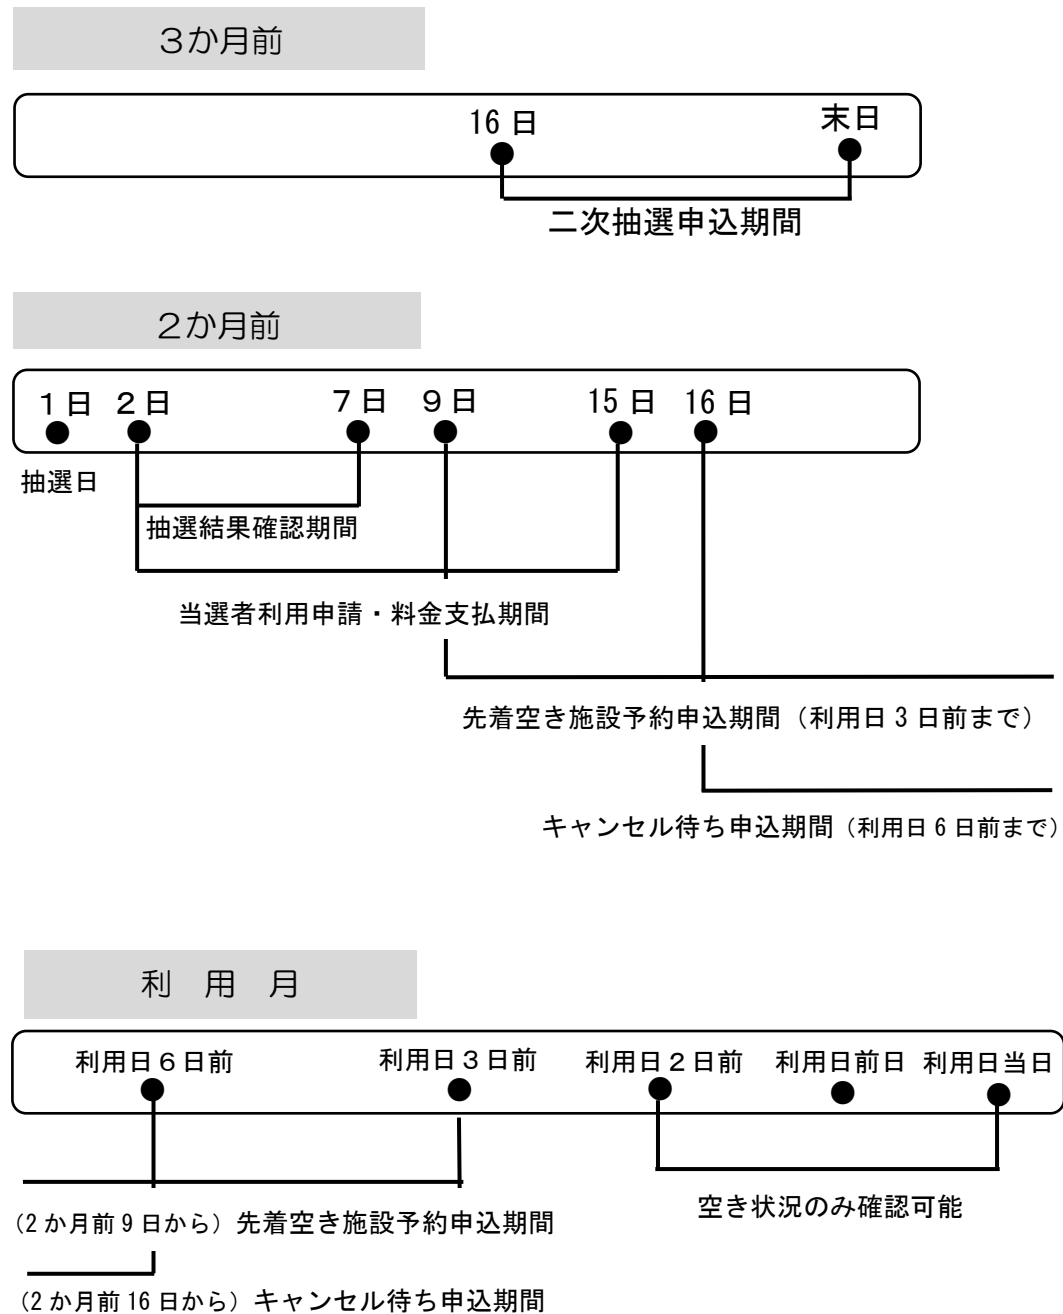 ３か月前
16 日 末日
二次抽選申込期間
２か月前
１日 ２日 ７日 ９日 15 日 16 日
抽選日
抽選結果確認期間
当選者利用申請・料金支払期間
先着空き施設予約申込期間（利用日 3 日前まで）
キャンセル待ち申込期間（利用日 6 日前まで）
利　用　月
利用日６日前 利用日３日前 利用日２日前 利用日前日 利用日当日
空き状況のみ確認可能
（2 か月前 9 日から）先着空き施設予約申込期間
（2 か月前 16 日から）キャンセル待ち申込期間